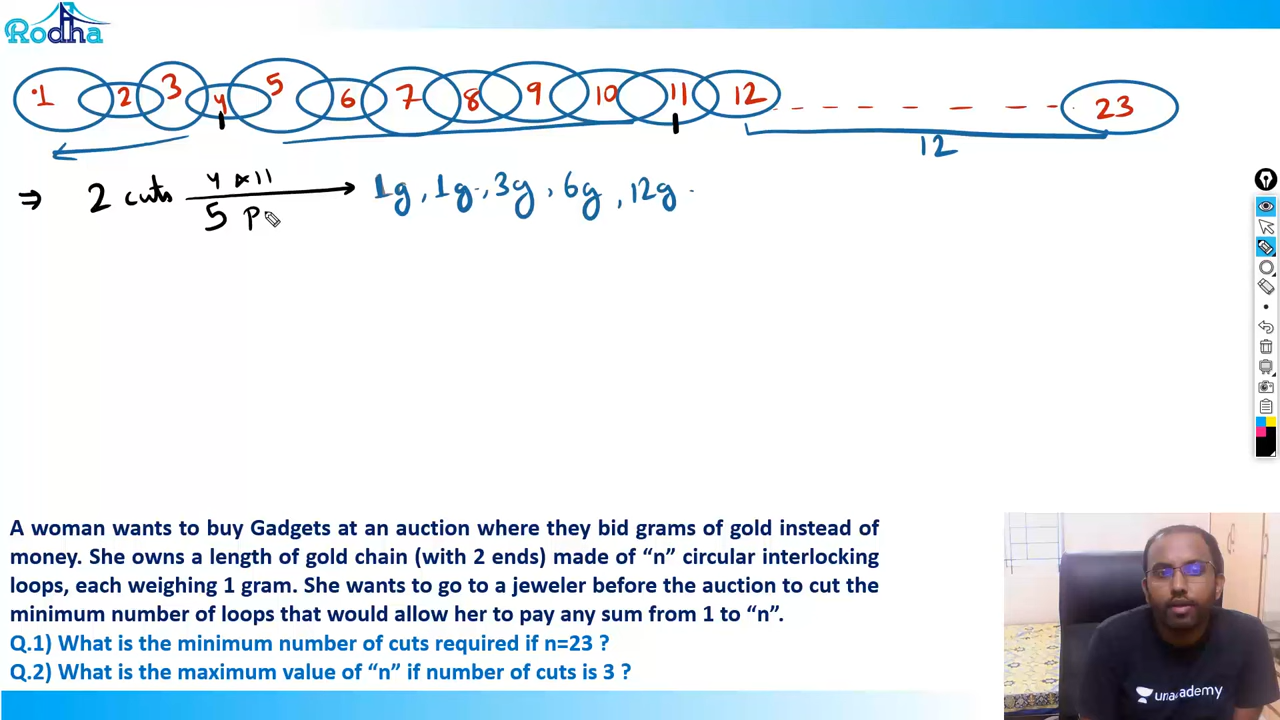 Rodha
1 2 3 4 5 6 7 8 9 10 11 12 23
12
⇒ 2 cuts 4 & 11 → 1g, 1g, 3g, 6g, 12g
5 P
A woman wants to buy Gadgets at an auction where they bid grams of gold instead of
money. She owns a length of gold chain (with 2 ends) made of “n” circular interlocking
loops, each weighing 1 gram. She wants to go to a jeweler before the auction to cut the
minimum number of loops that would allow her to pay any sum from 1 to “n”.
Q.1) What is the minimum number of cuts required if n=23 ?
Q.2) What is the maximum value of “n” if number of cuts is 3 ?
unacademy